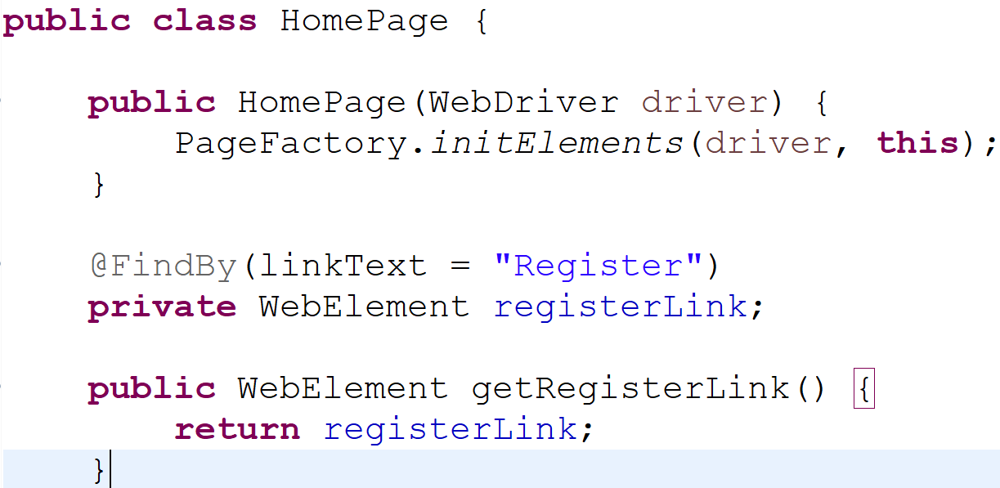 public class HomePage {
public HomePage(WebDriver driver) {
PageFactory.initElements(driver, this);
}
@FindBy(linkText = "Register")
private WebElement registerLink;
public WebElement getRegisterLink() {
return registerLink;
}